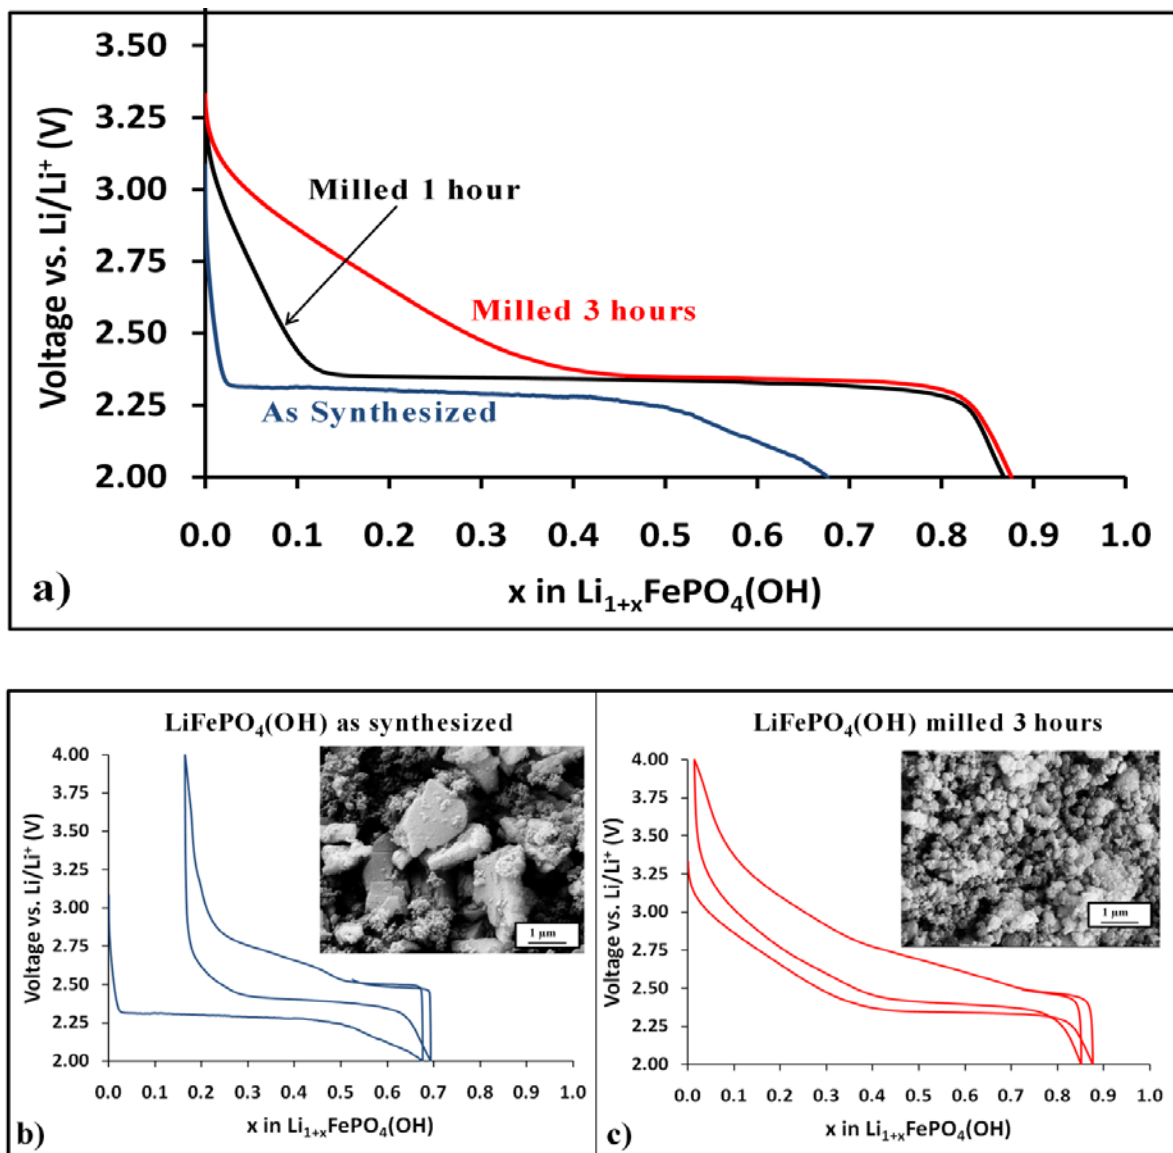 3.50
3.25
3.00
2.75
2.50
2.25
2.00
Voltage vs. Li/Li⁺ (V)
Milled 1 hour
Milled 3 hours
As Synthesized
0.0 0.1 0.2 0.3 0.4 0.5 0.6 0.7 0.8 0.9 1.0
x in Li₁₊ₓFePO₄(OH)
a)
LiFePO₄(OH) as synthesized
4.00
3.75
3.50
3.25
3.00
2.75
2.50
2.25
2.00
Voltage vs. Li/Li⁺ (V)
1 µm
0.0 0.1 0.2 0.3 0.4 0.5 0.6 0.7 0.8 0.9 1.0
x in Li₁₊ₓFePO₄(OH)
b)
LiFePO₄(OH) milled 3 hours
4.00
3.75
3.50
3.25
3.00
2.75
2.50
2.25
2.00
Voltage vs. Li/Li⁺ (V)
1 µm
0.0 0.1 0.2 0.3 0.4 0.5 0.6 0.7 0.8 0.9 1.0
x in Li₁₊ₓFePO₄(OH)
c)